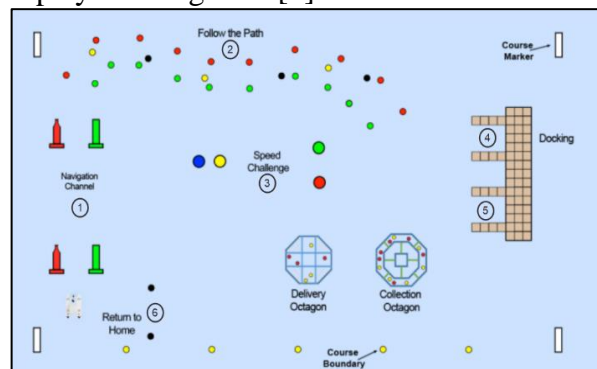 Follow the Path
2
Course
Marker
4
Docking
Speed
Challenge
3
Navigation
Channel
1
5
Delivery
Octagon
Collection
Octagon
Return to
Home
6
Course
Boundary